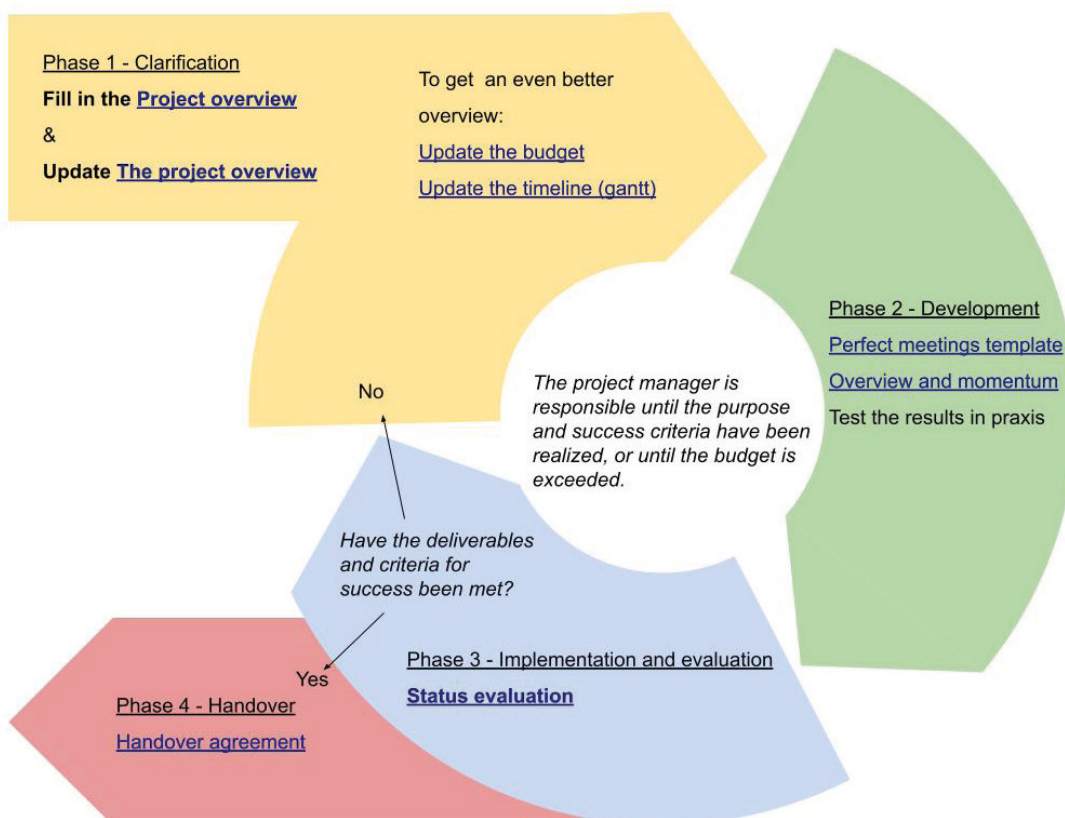 Phase 1 - Clarification
Fill in the Project overview
&
Update The project overview
To get an even better
overview:
Update the budget
Update the timeline (gantt)
Phase 2 - Development
Perfect meetings template
Overview and momentum
Test the results in praxis
The project manager is
responsible until the purpose
and success criteria have been
realized, or until the budget is
exceeded.
No
Have the deliverables
and criteria for
success been met?
Yes
Phase 3 - Implementation and evaluation
Status evaluation
Phase 4 - Handover
Handover agreement